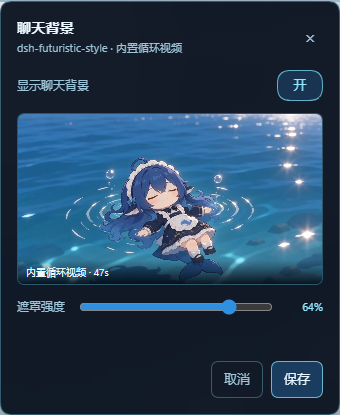 聊天背景
dsh-futuristic-style · 内置循环视频
×
显示聊天背景
开
内置循环视频 · 47s
遮罩强度
64%
取消
保存